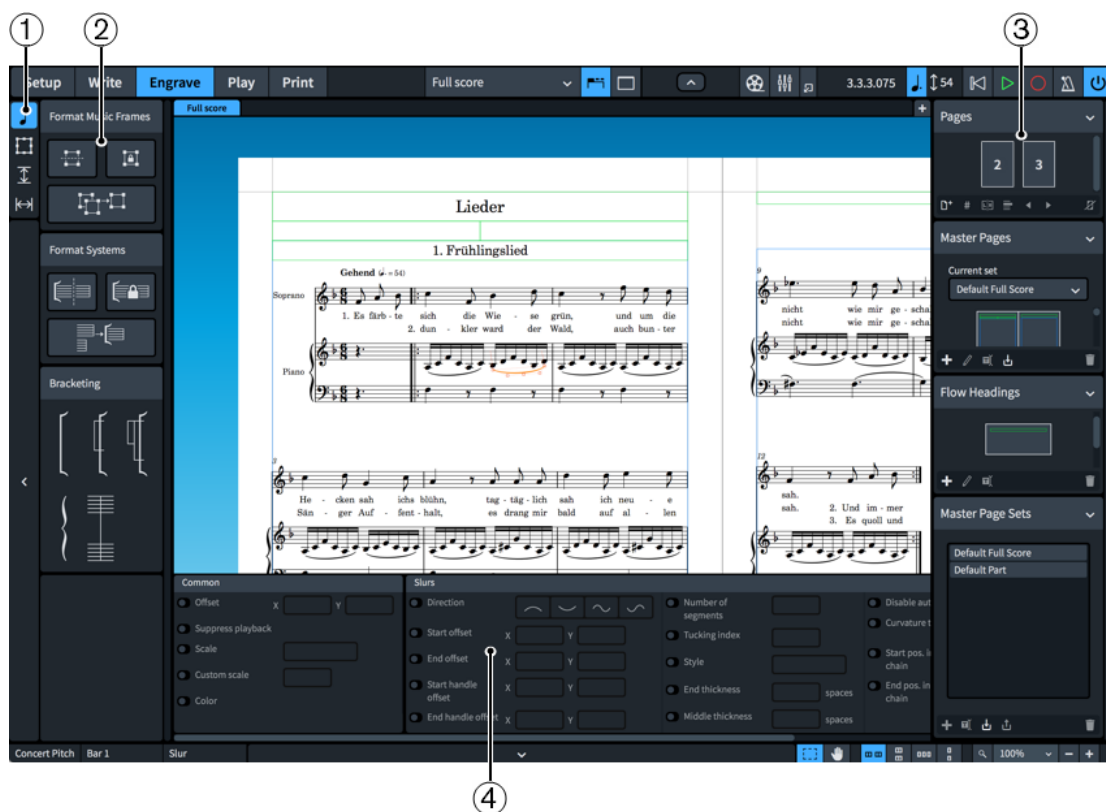 1 2 3
Setup Write Engrave Play Print Full score 3.3.3.075 54
Full score
Format Music Frames
Format Systems
Bracketing
Lieder
1. Frühlingslied
Gehend (♩. = 54)
Soprano
1. Es färb - te sich die Wie - se grün, und um die
2. dun - kler ward der Wald, auch bun - ter
Piano
3
He - cken sah ichs blühn, tag - täg - lich sah ich neu - e
Sän - ger Auf - fent - halt, es drang mir bald auf al - len
9
nicht wie mir ge - scha
nicht wie mir ge - scha
12
sah.
sah. 2. Und im - mer
3. Es quoll und
Pages
2 3
Master Pages
Current set
Default Full Score
Flow Headings
Master Page Sets
Default Full Score
Default Part
Common
Offset X Y
Suppress playback
Scale
Custom scale
Color
Slurs
Direction
Start offset X Y
End offset X Y
Start handle offset X Y
End handle offset X Y
Number of segments
Tucking index
Style
End thickness spaces
Middle thickness spaces
Disable aut
Curvature t
Start pos. in
chain
End pos. in
chain
Concert Pitch Bar 1 Slur 100%
4